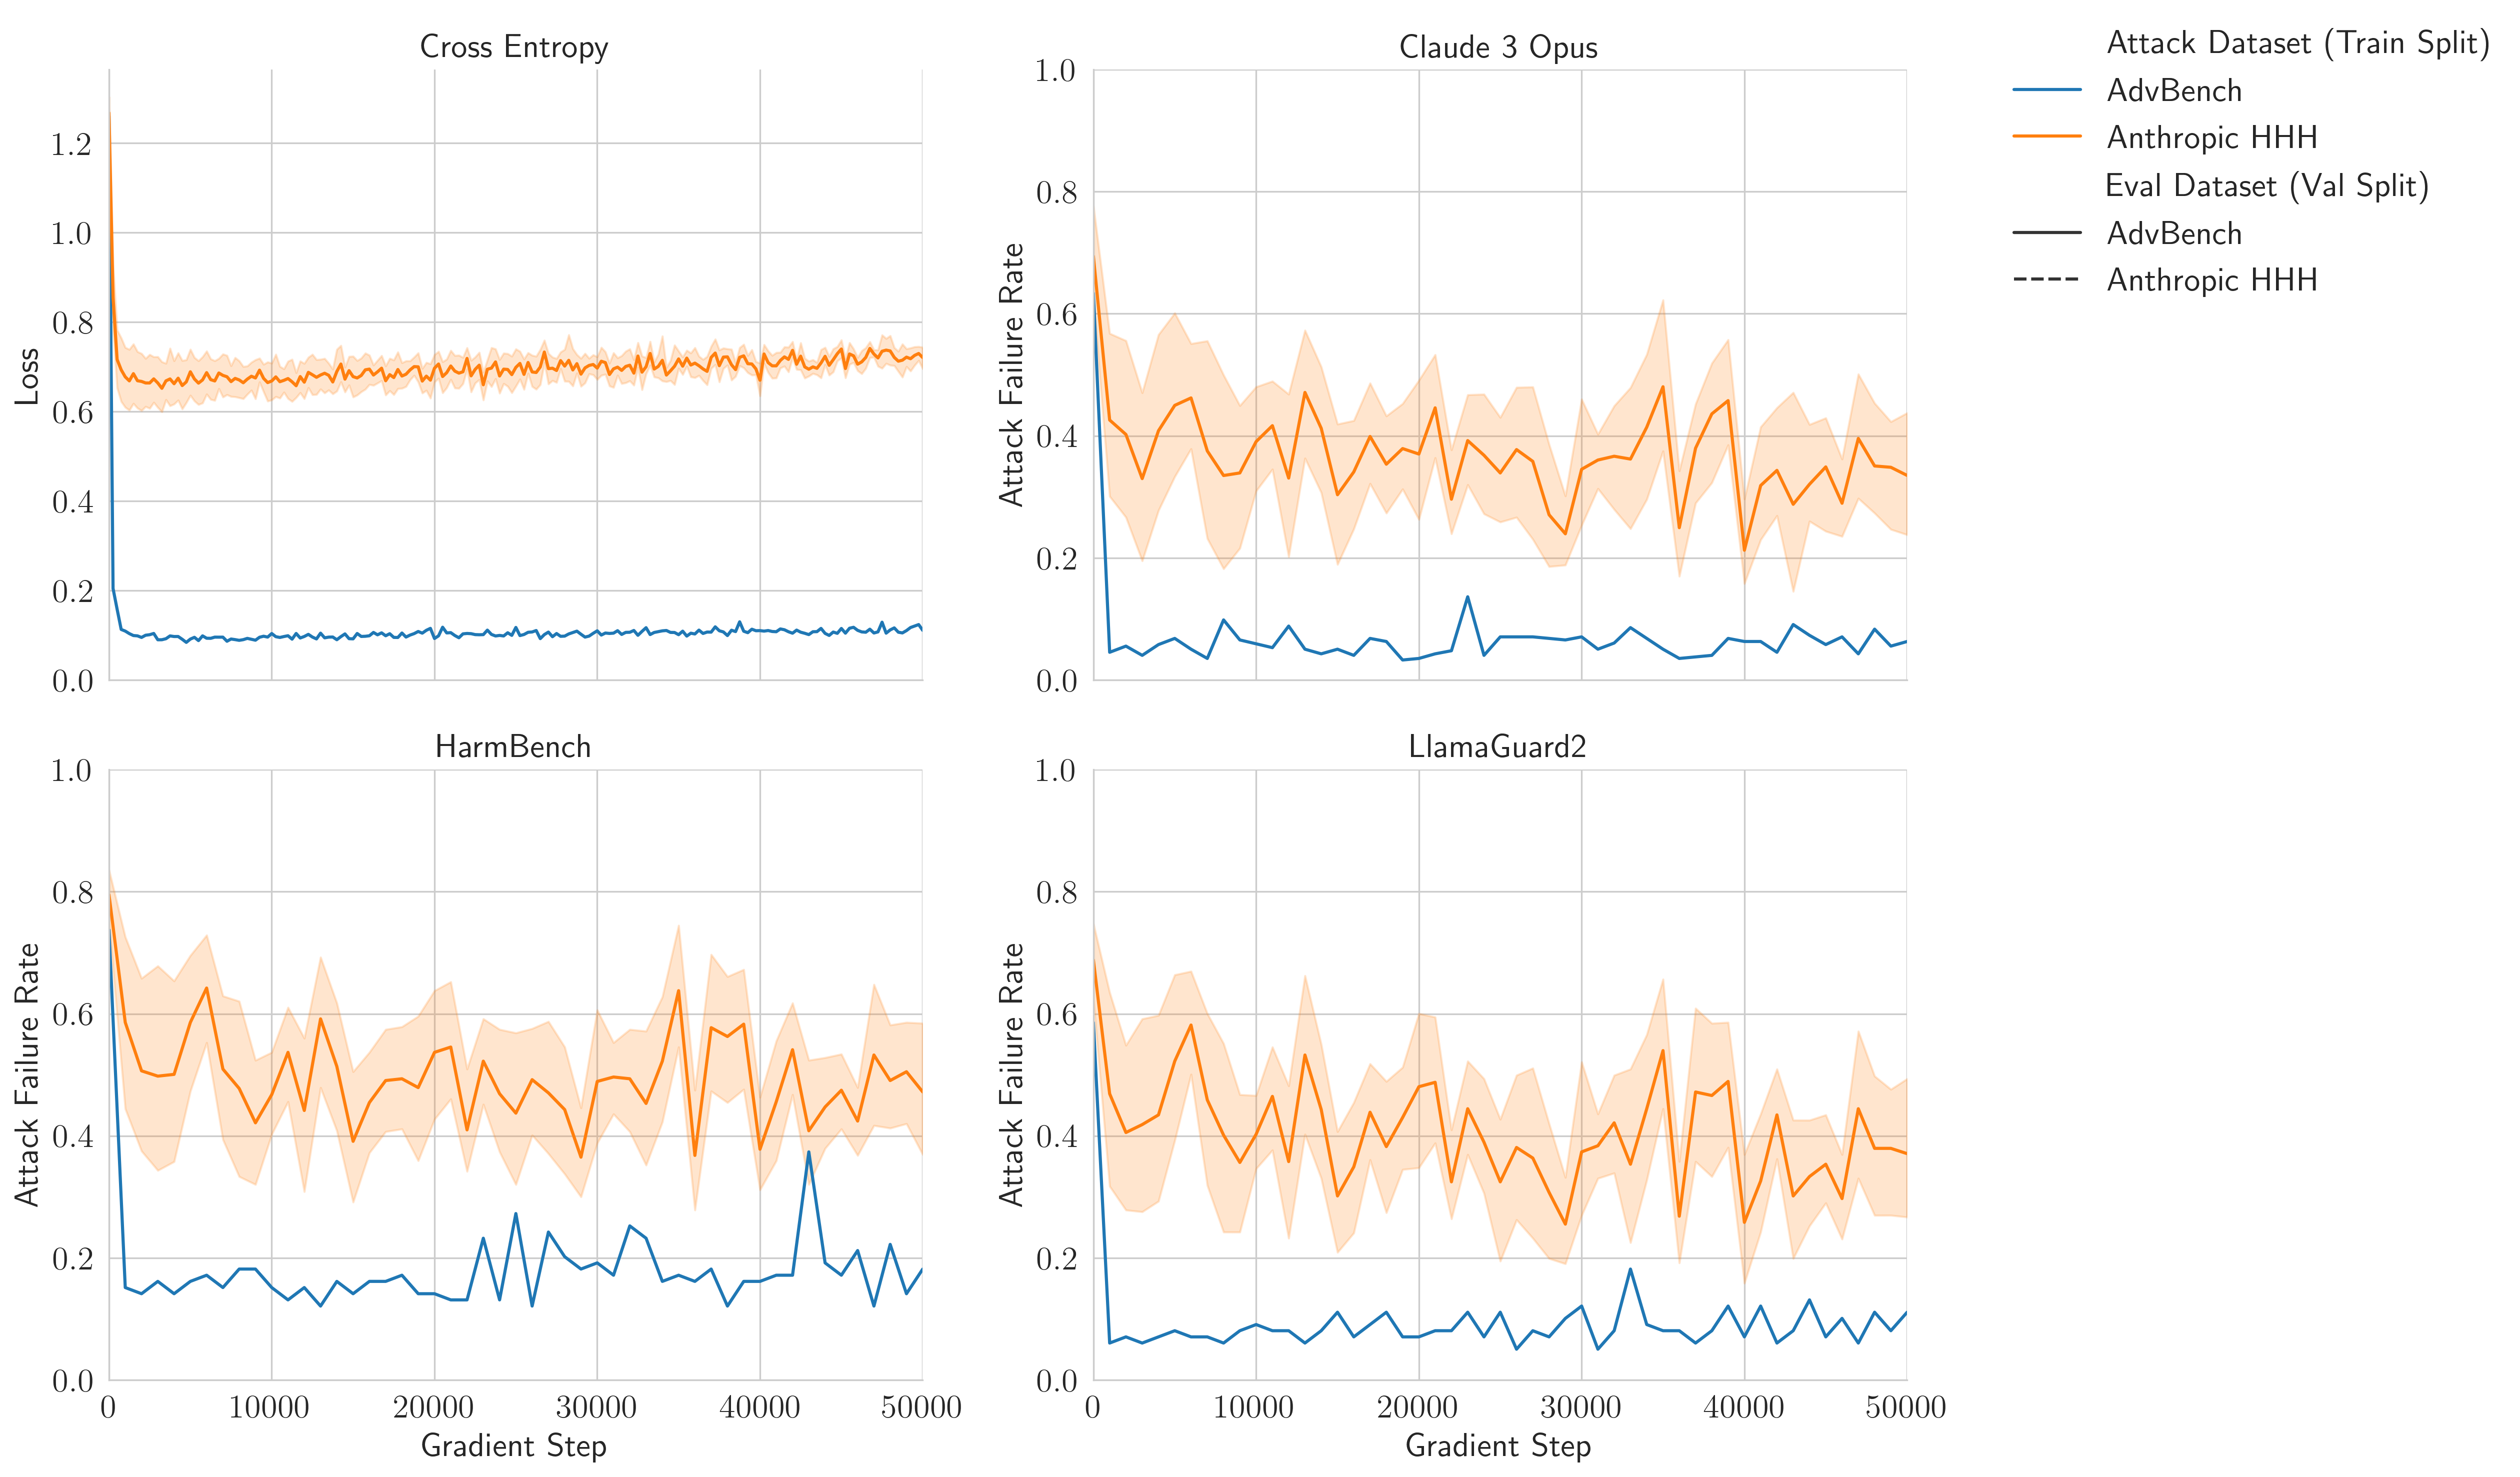 Cross Entropy
1.2
1.0
0.8
0.6
0.4
0.2
0.0
Loss
Claude 3 Opus
1.0
0.8
0.6
0.4
0.2
0.0
Attack Failure Rate
Attack Dataset (Train Split)
AdvBench
Anthropic HHH
Eval Dataset (Val Split)
AdvBench
Anthropic HHH
HarmBench
1.0
0.8
0.6
0.4
0.2
0.0
Attack Failure Rate
0 10000 20000 30000 40000 50000
Gradient Step
LlamaGuard2
1.0
0.8
0.6
0.4
0.2
0.0
Attack Failure Rate
0 10000 20000 30000 40000 50000
Gradient Step